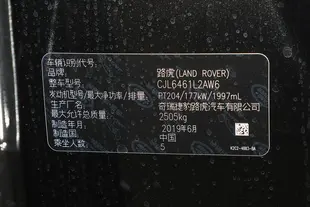 车辆识别代号:
品牌: 路虎(LAND ROVER)
整车型号: CJL6461L2AW6
发动机型号/最大净功率/排量: PT204/177kW/1997mL
生产厂名: 奇瑞捷豹路虎汽车有限公司
最大允许总质量: 2505kg
制造年月: 2019年6月
制造国: 中国
乘坐人数: 5